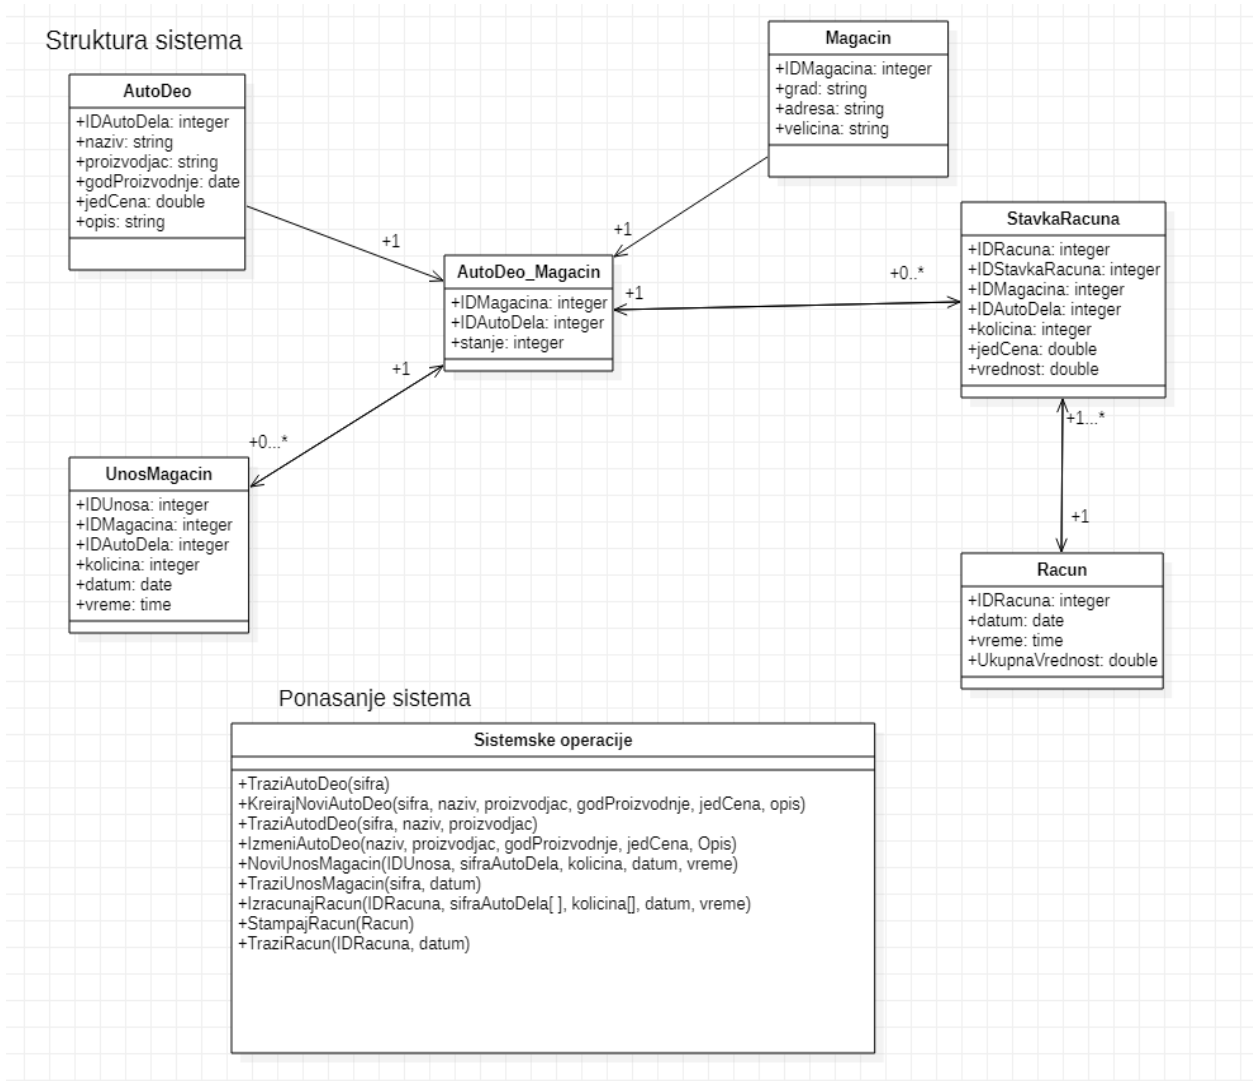 Struktura sistema
AutoDeo
+IDAutoDela: integer
+naziv: string
+proizvodjac: string
+godProizvodnje: date
+jedCena: double
+opis: string
Magacin
+IDMagacina: integer
+grad: string
+adresa: string
+velicina: string
+1
+1
AutoDeo_Magacin
+IDMagacina: integer
+IDAutoDela: integer
+stanje: integer
+1
+0..*
StavkaRacuna
+IDRacuna: integer
+IDStavkaRacuna: integer
+IDMagacina: integer
+IDAutoDela: integer
+kolicina: integer
+jedCena: double
+vrednost: double
+1
+0...*
UnosMagacin
+IDUnosa: integer
+IDMagacina: integer
+IDAutoDela: integer
+kolicina: integer
+datum: date
+vreme: time
+1...*
+1
Racun
+IDRacuna: integer
+datum: date
+vreme: time
+UkupnaVrednost: double
Ponasanje sistema
Sistemske operacije
+TraziAutoDeo(sifra)
+KreirajNoviAutoDeo(sifra, naziv, proizvodjac, godProizvodnje, jedCena, opis)
+TraziAutodDeo(sifra, naziv, proizvodjac)
+IzmeniAutoDeo(naziv, proizvodjac, godProizvodnje, jedCena, Opis)
+NoviUnosMagacin(IDUnosa, sifraAutoDela, kolicina, datum, vreme)
+TraziUnosMagacin(sifra, datum)
+IzracunajRacun(IDRacuna, sifraAutoDela[ ], kolicina[], datum, vreme)
+StampajRacun(Racun)
+TraziRacun(IDRacuna, datum)